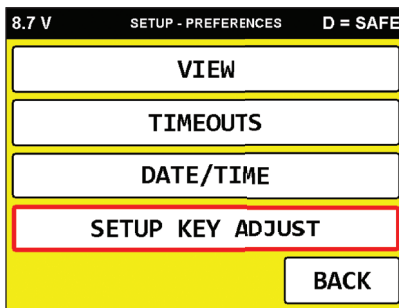 8.7 V SETUP - PREFERENCES D = SAFE
VIEW
TIMEOUTS
DATE/TIME
SETUP KEY ADJUST
BACK